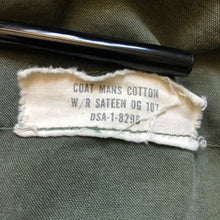 COAT MANS COTTON
W/R SATEEN OG 107
DSA-1-8296